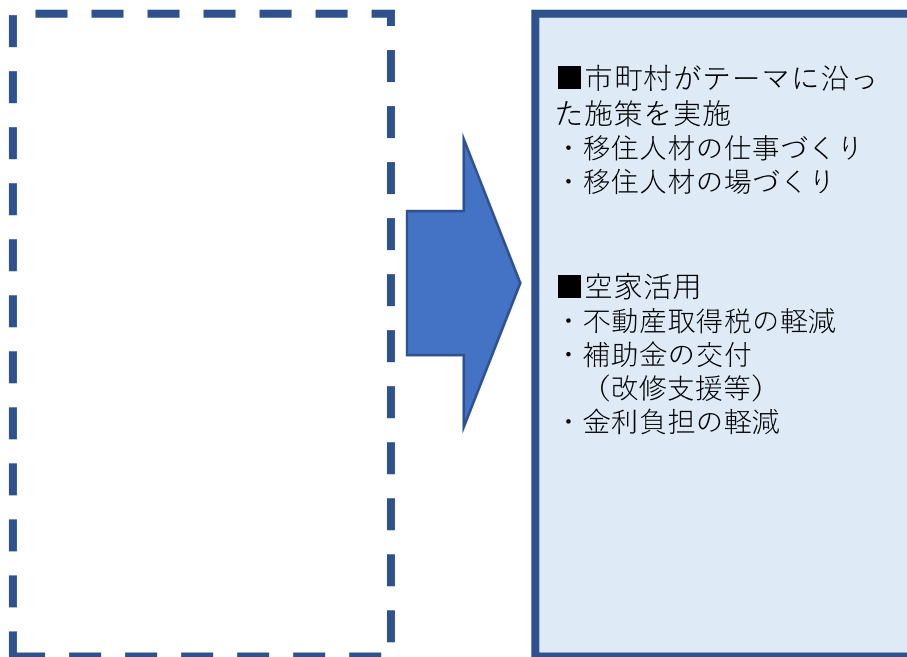 ■市町村がテーマに沿っ
た施策を実施
・移住人材の仕事づくり
・移住人材の場づくり
■空家活用
・不動産取得税の軽減
・補助金の交付
（改修支援等）
・金利負担の軽減